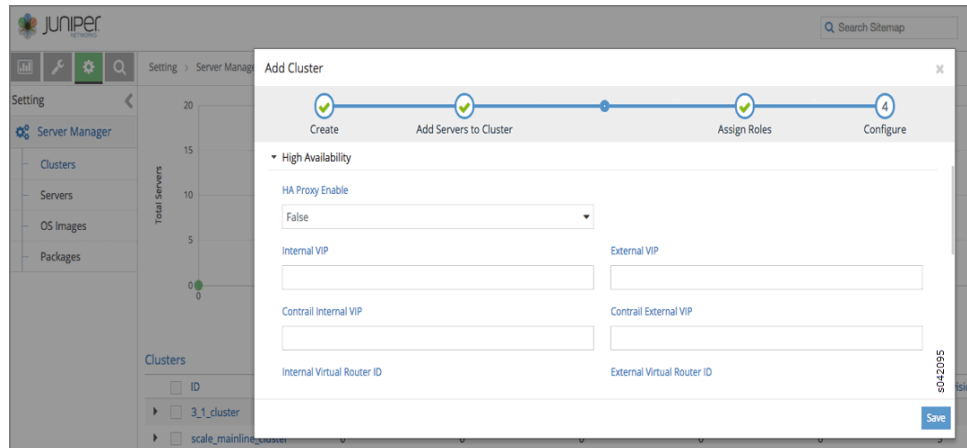 JUNIPER
NETWORKS
Search Sitemap
Setting > Server Manage
Add Cluster
x
Setting
Server Manager
Clusters
Servers
OS Images
Packages
Total Servers
20
15
10
5
0
0
Create
Add Servers to Cluster
Assign Roles
4
Configure
High Availability
HA Proxy Enable
False
Internal VIP
External VIP
Contrail Internal VIP
Contrail External VIP
Internal Virtual Router ID
External Virtual Router ID
s042095
Save
Clusters
ID
3_1_cluster
scale_mainline_cluster